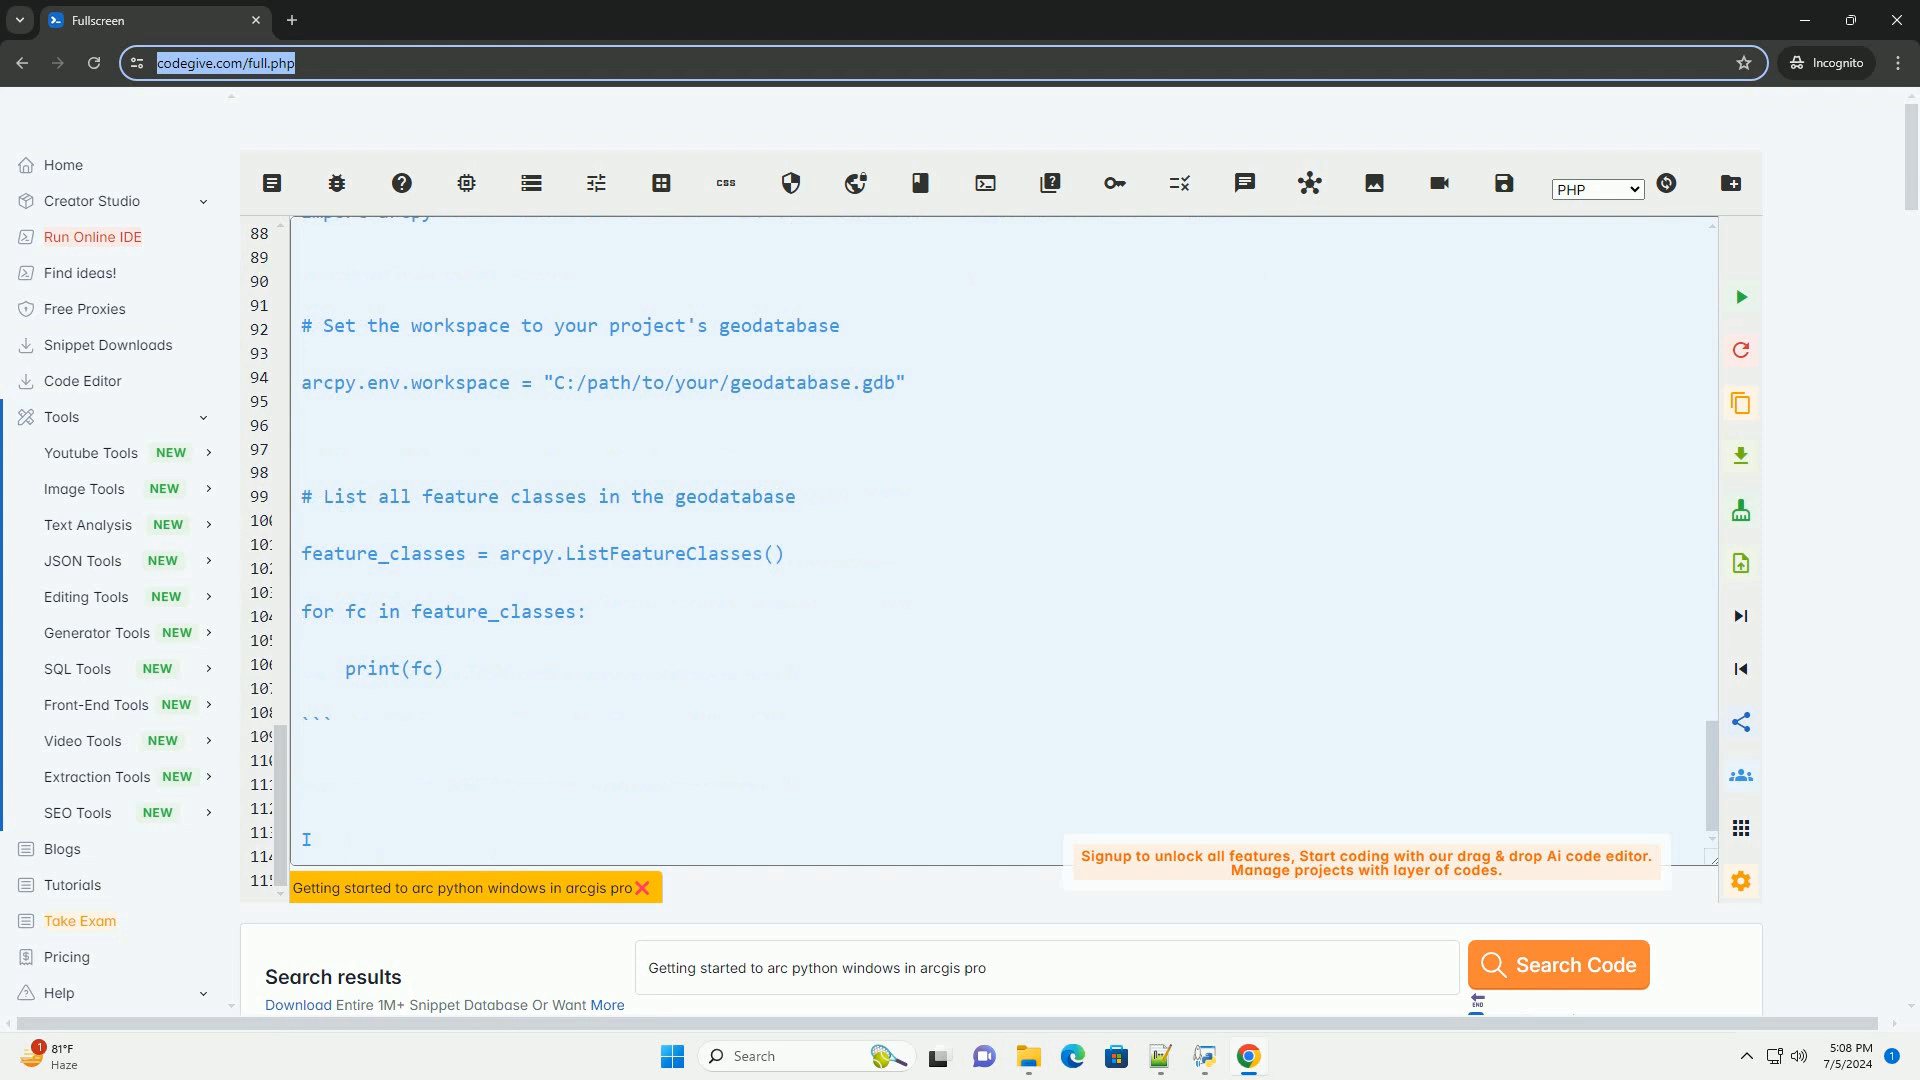 Fullscreen
codegive.com/full.php
Incognito
Home
Creator Studio
Run Online IDE
Find ideas!
Free Proxies
Snippet Downloads
Code Editor
Tools
Youtube Tools NEW
Image Tools NEW
Text Analysis NEW
JSON Tools NEW
Editing Tools NEW
Generator Tools NEW
SQL Tools NEW
Front-End Tools NEW
Video Tools NEW
Extraction Tools NEW
SEO Tools NEW
Blogs
Tutorials
Take Exam
Pricing
Help
css
PHP
88
89
90
91
92
93
94
95
96
97
98
99
import arcpy
# Set the workspace to your project's geodatabase
arcpy.env.workspace = "C:/path/to/your/geodatabase.gdb"
# List all feature classes in the geodatabase
feature_classes = arcpy.ListFeatureClasses()
for fc in feature_classes:
print(fc)
```
I
Signup to unlock all features, Start coding with our drag & drop Ai code editor.
Manage projects with layer of codes.
Getting started to arc python windows in arcgis pro
Search results
Download Entire 1M+ Snippet Database Or Want More
Getting started to arc python windows in arcgis pro
Search Code
END
1
81°F
Haze
Search
5:08 PM
7/5/2024
1